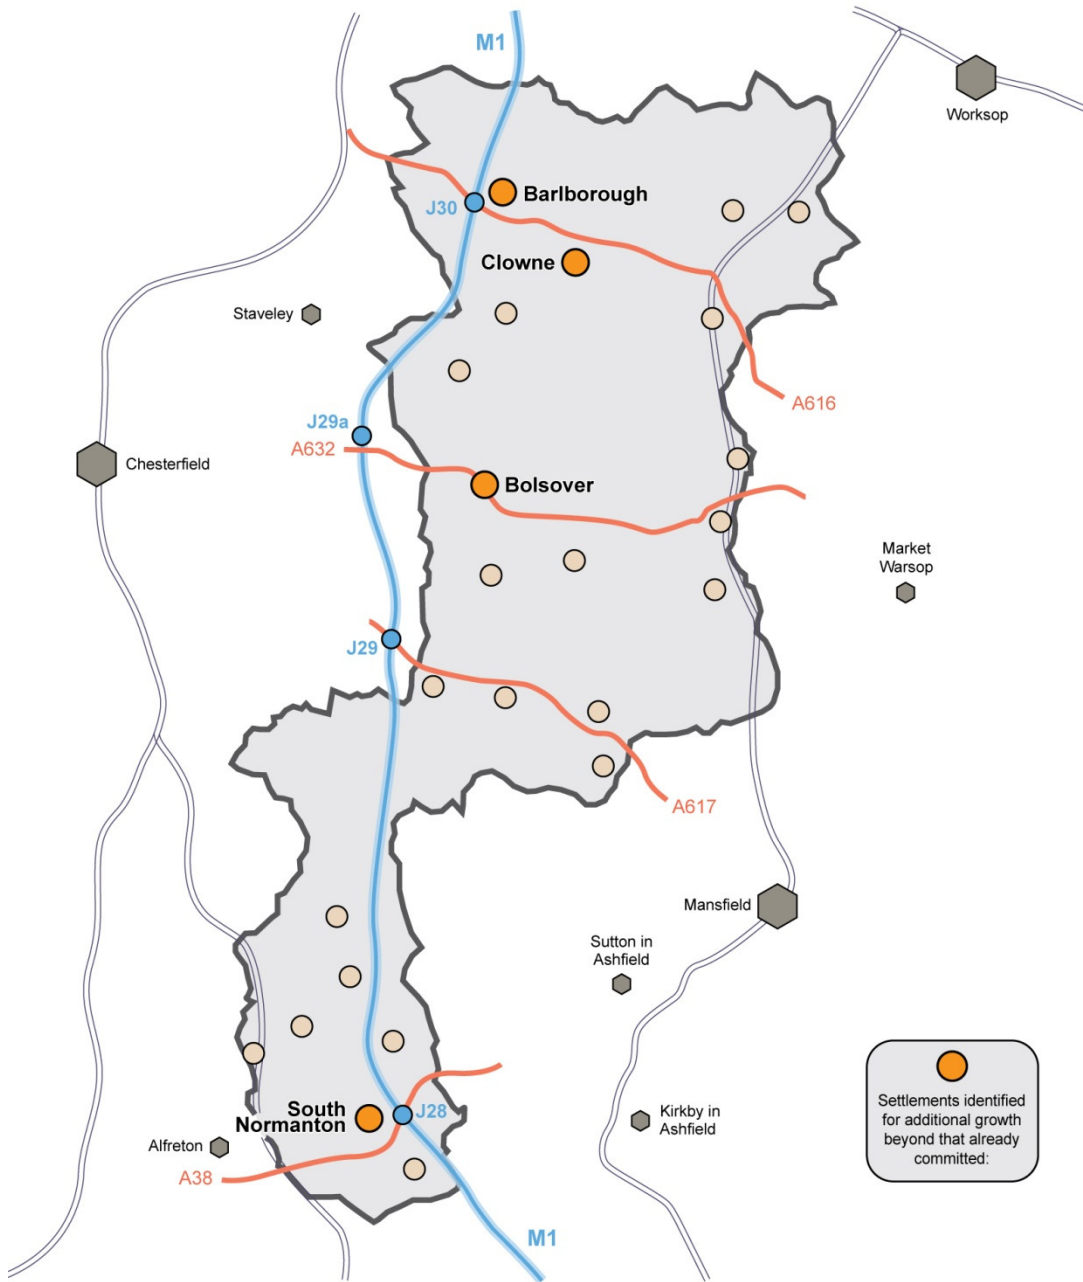 M1
Worksop
Barlborough
J30
Clowne
Staveley
A616
J29a
A632
Chesterfield
Bolsover
Market
Warsop
J29
A617
Mansfield
Sutton in
Ashfield
South
Normanton
J28
Kirkby in
Ashfield
Alfreton
A38
M1
Settlements identified
for additional growth
beyond that already
committed: